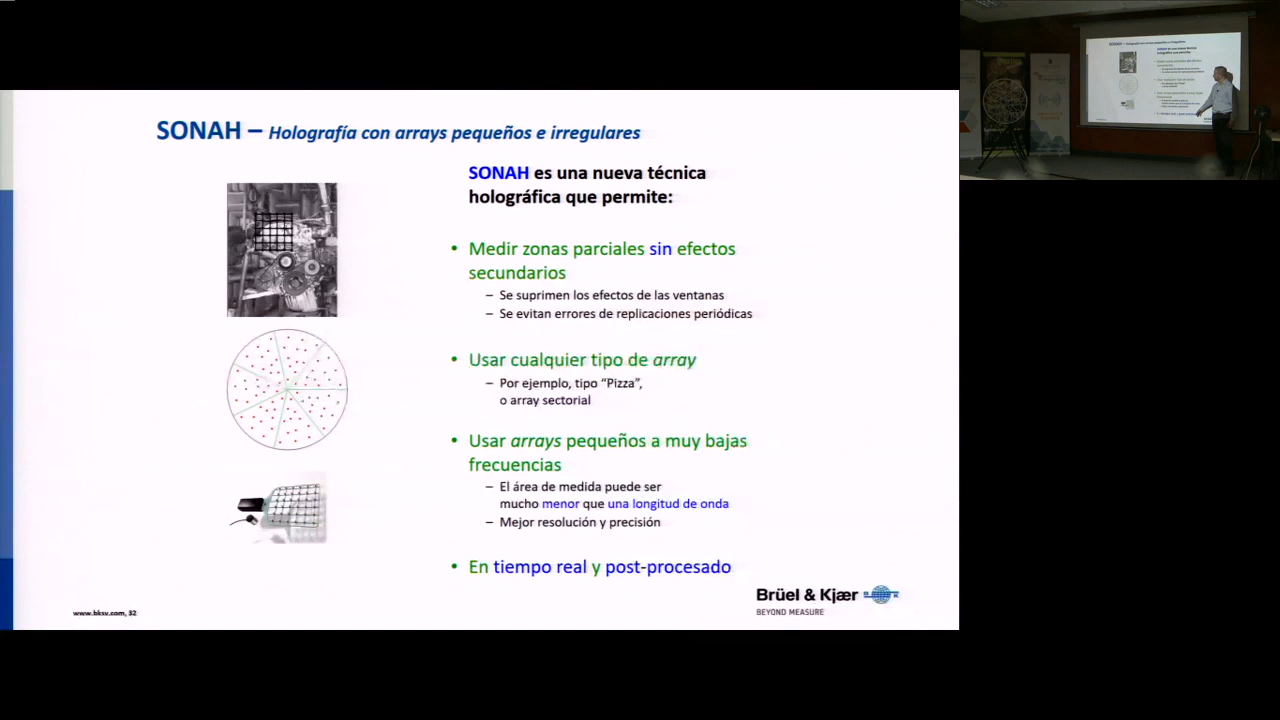 SONAH – Holografía con arrays pequeños e irregulares
SONAH es una nueva técnica
holográfica que permite:
• Medir zonas parciales sin efectos
secundarios
– Se suprimen los efectos de las ventanas
– Se evitan errores de replicaciones periódicas
• Usar cualquier tipo de array
– Por ejemplo, tipo “Pizza”,
o array sectorial
• Usar arrays pequeños a muy bajas
frecuencias
– El área de medida puede ser
mucho menor que una longitud de onda
– Mejor resolución y precisión
• En tiempo real y post-procesado
Brüel & Kjær
BEYOND MEASURE
www.bksv.com, 32